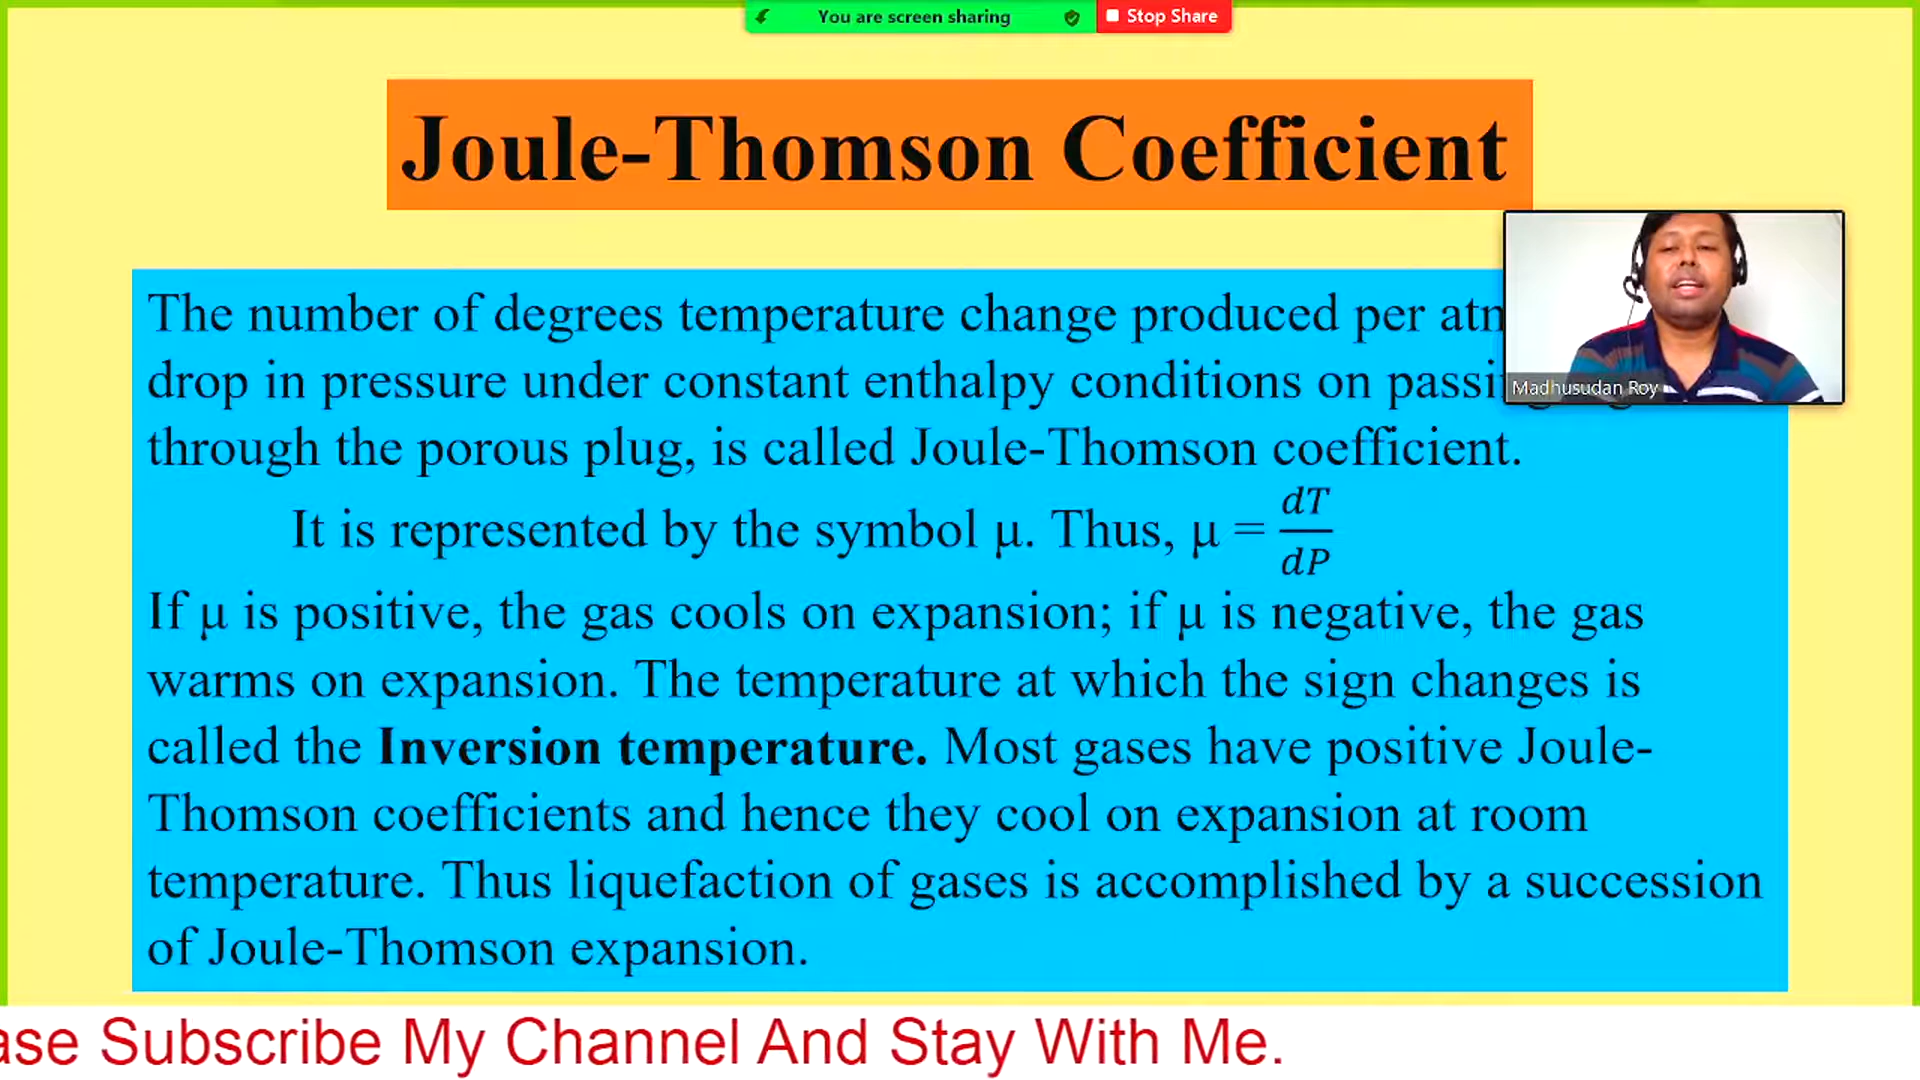 You are screen sharing
Stop Share
Joule-Thomson Coefficient
The number of degrees temperature change produced per
drop in pressure under constant enthalpy conditions on
through the porous plug, is called Joule-Thomson coefficient.
It is represented by the symbol μ. Thus, μ = dT/dP
If μ is positive, the gas cools on expansion; if μ is negative, the gas
warms on expansion. The temperature at which the sign changes is
called the Inversion temperature. Most gases have positive Joule-
Thomson coefficients and hence they cool on expansion at room
temperature. Thus liquefaction of gases is accomplished by a succession
of Joule-Thomson expansion.
Madhusudan Roy
Subscribe My Channel And Stay With Me.